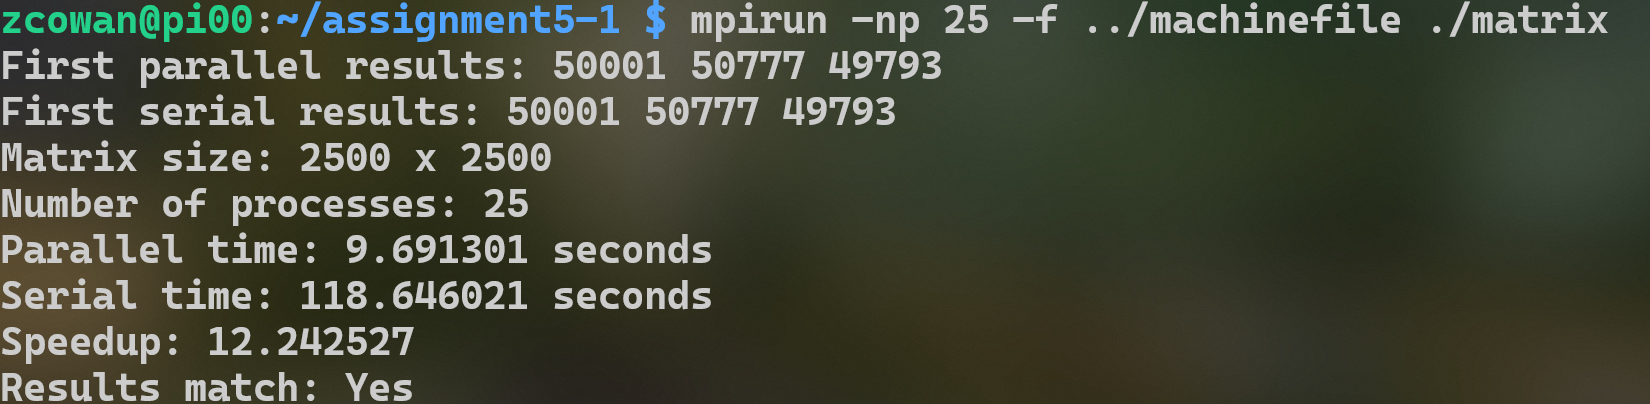 zcowan@pi00:~/assignment5-1 $ mpirun -np 25 -f ../machinefile ./matrix
First parallel results: 50001 50777 49793
First serial results: 50001 50777 49793
Matrix size: 2500 x 2500
Number of processes: 25
Parallel time: 9.691301 seconds
Serial time: 118.646021 seconds
Speedup: 12.242527
Results match: Yes